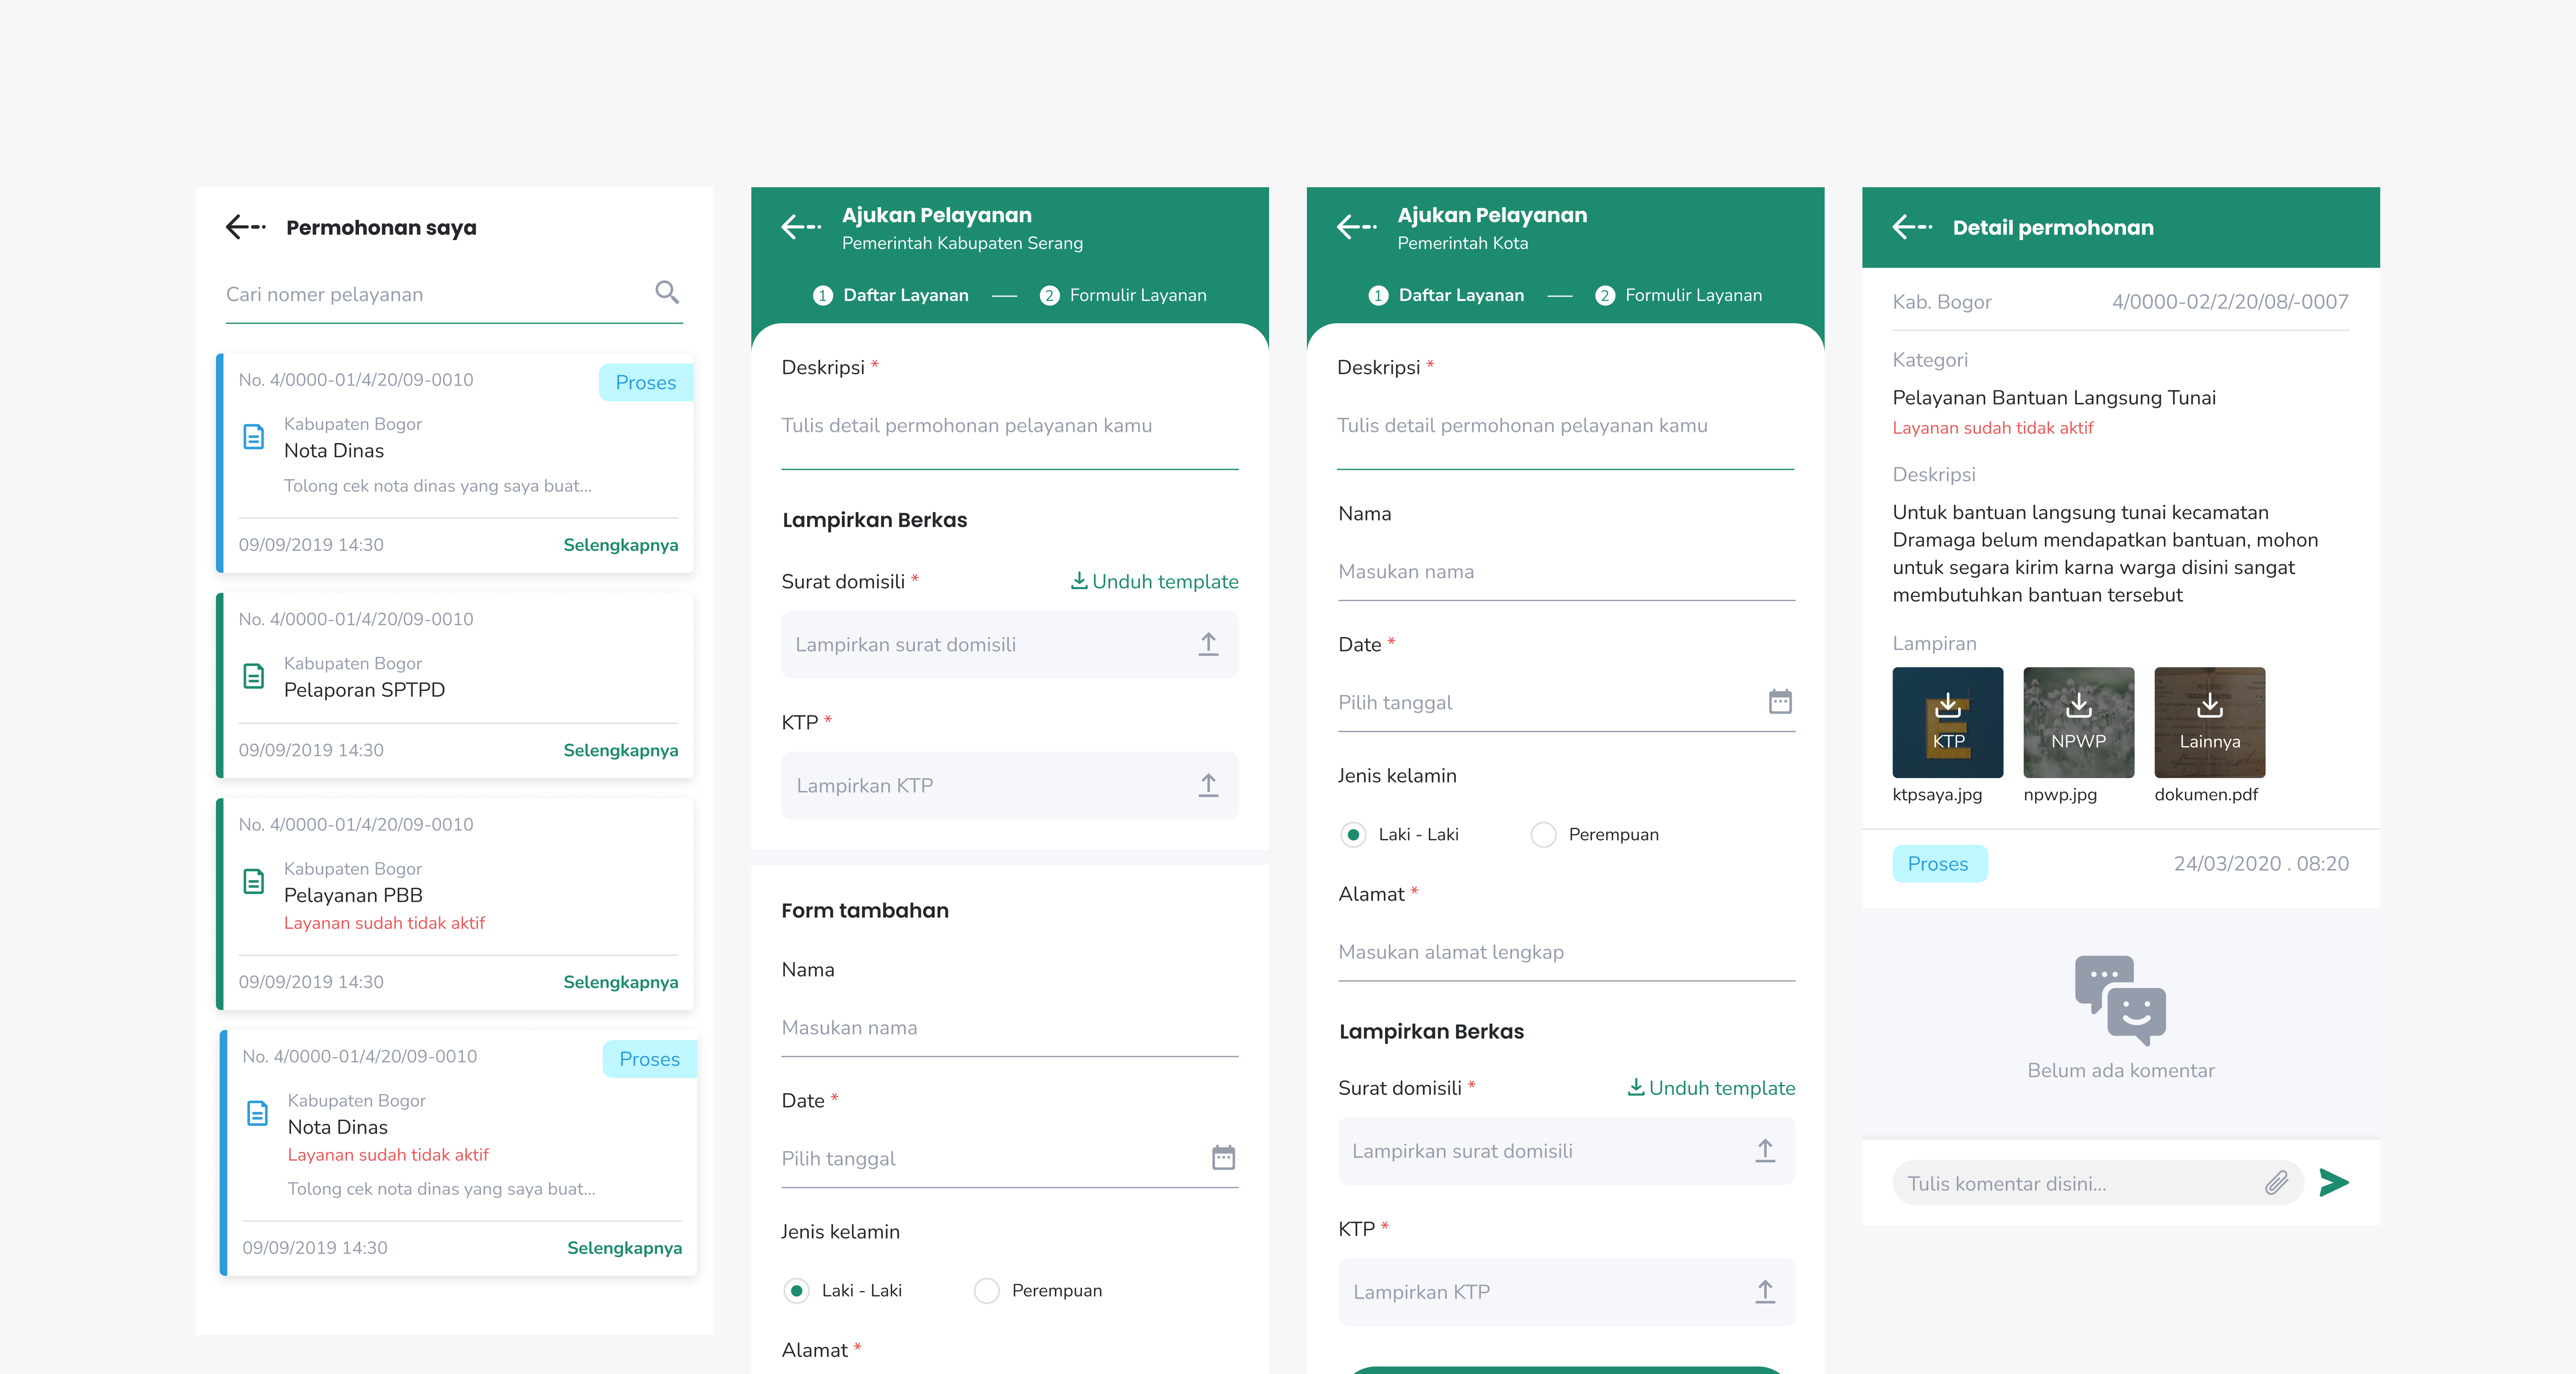 Permohonan saya
Cari nomer pelayanan
No. 4/0000-01/4/20/09-0010
Proses
Kabupaten Bogor
Nota Dinas
Tolong cek nota dinas yang saya buat...
09/09/2019 14:30
Selengkapnya
No. 4/0000-01/4/20/09-0010
Kabupaten Bogor
Pelaporan SPTPD
09/09/2019 14:30
Selengkapnya
No. 4/0000-01/4/20/09-0010
Kabupaten Bogor
Pelayanan PBB
Layanan sudah tidak aktif
09/09/2019 14:30
Selengkapnya
No. 4/0000-01/4/20/09-0010
Proses
Kabupaten Bogor
Nota Dinas
Layanan sudah tidak aktif
Tolong cek nota dinas yang saya buat...
09/09/2019 14:30
Selengkapnya
Ajukan Pelayanan
Pemerintah Kabupaten Serang
1 Daftar Layanan
2 Formulir Layanan
Deskripsi *
Tulis detail permohonan pelayanan kamu
Lampirkan Berkas
Surat domisili *
Unduh template
Lampirkan surat domisili
KTP *
Lampirkan KTP
Form tambahan
Nama
Masukan nama
Date *
Pilih tanggal
Jenis kelamin
Laki - Laki
Perempuan
Alamat *
Ajukan Pelayanan
Pemerintah Kota
1 Daftar Layanan
2 Formulir Layanan
Deskripsi *
Tulis detail permohonan pelayanan kamu
Nama
Masukan nama
Date *
Pilih tanggal
Jenis kelamin
Laki - Laki
Perempuan
Alamat *
Masukan alamat lengkap
Lampirkan Berkas
Surat domisili *
Unduh template
Lampirkan surat domisili
KTP *
Lampirkan KTP
Detail permohonan
Kab. Bogor
4/0000-02/2/20/08/-0007
Kategori
Pelayanan Bantuan Langsung Tunai
Layanan sudah tidak aktif
Deskripsi
Untuk bantuan langsung tunai kecamatan
Dramaga belum mendapatkan bantuan, mohon
untuk segara kirim karna warga disini sangat
membutuhkan bantuan tersebut
Lampiran
E
KTP
NPWP
Lainnya
ktpsaya.jpg
npwp.jpg
dokumen.pdf
Proses
24/03/2020 . 08:20
Belum ada komentar
Tulis komentar disini...